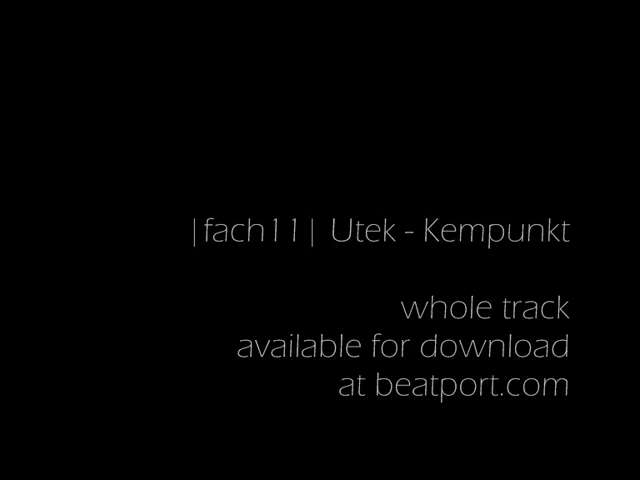 |fach11| Utek - Kempunkt
whole track
available for download
at beatport.com